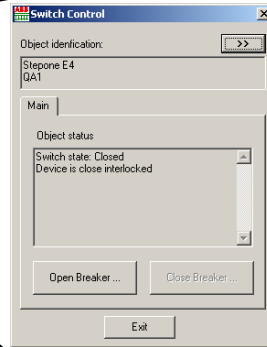 Switch Control
Object idenfication:
>>
Stepone E4
QA1
Main
Object status
Switch state: Closed
Device is close interlocked
Open Breaker ...
Close Breaker ...
Exit